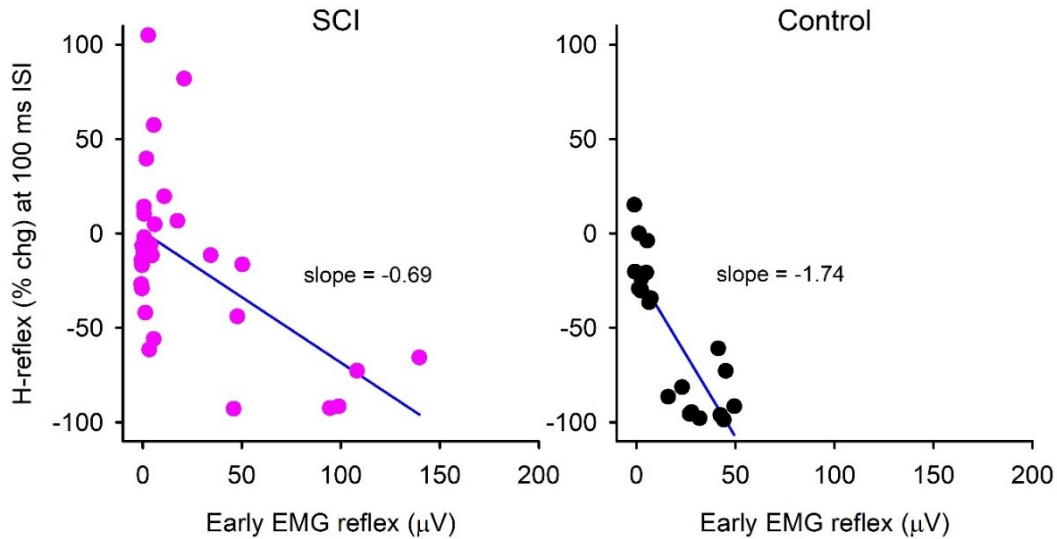 SCI
Control
H-reflex (% chg) at 100 ms ISI
100
50
0
-50
-100
slope = -0.69
0
50
100
150
200
Early EMG reflex (μV)
100
50
0
-50
-100
slope = -1.74
0
50
100
150
200
Early EMG reflex (μV)